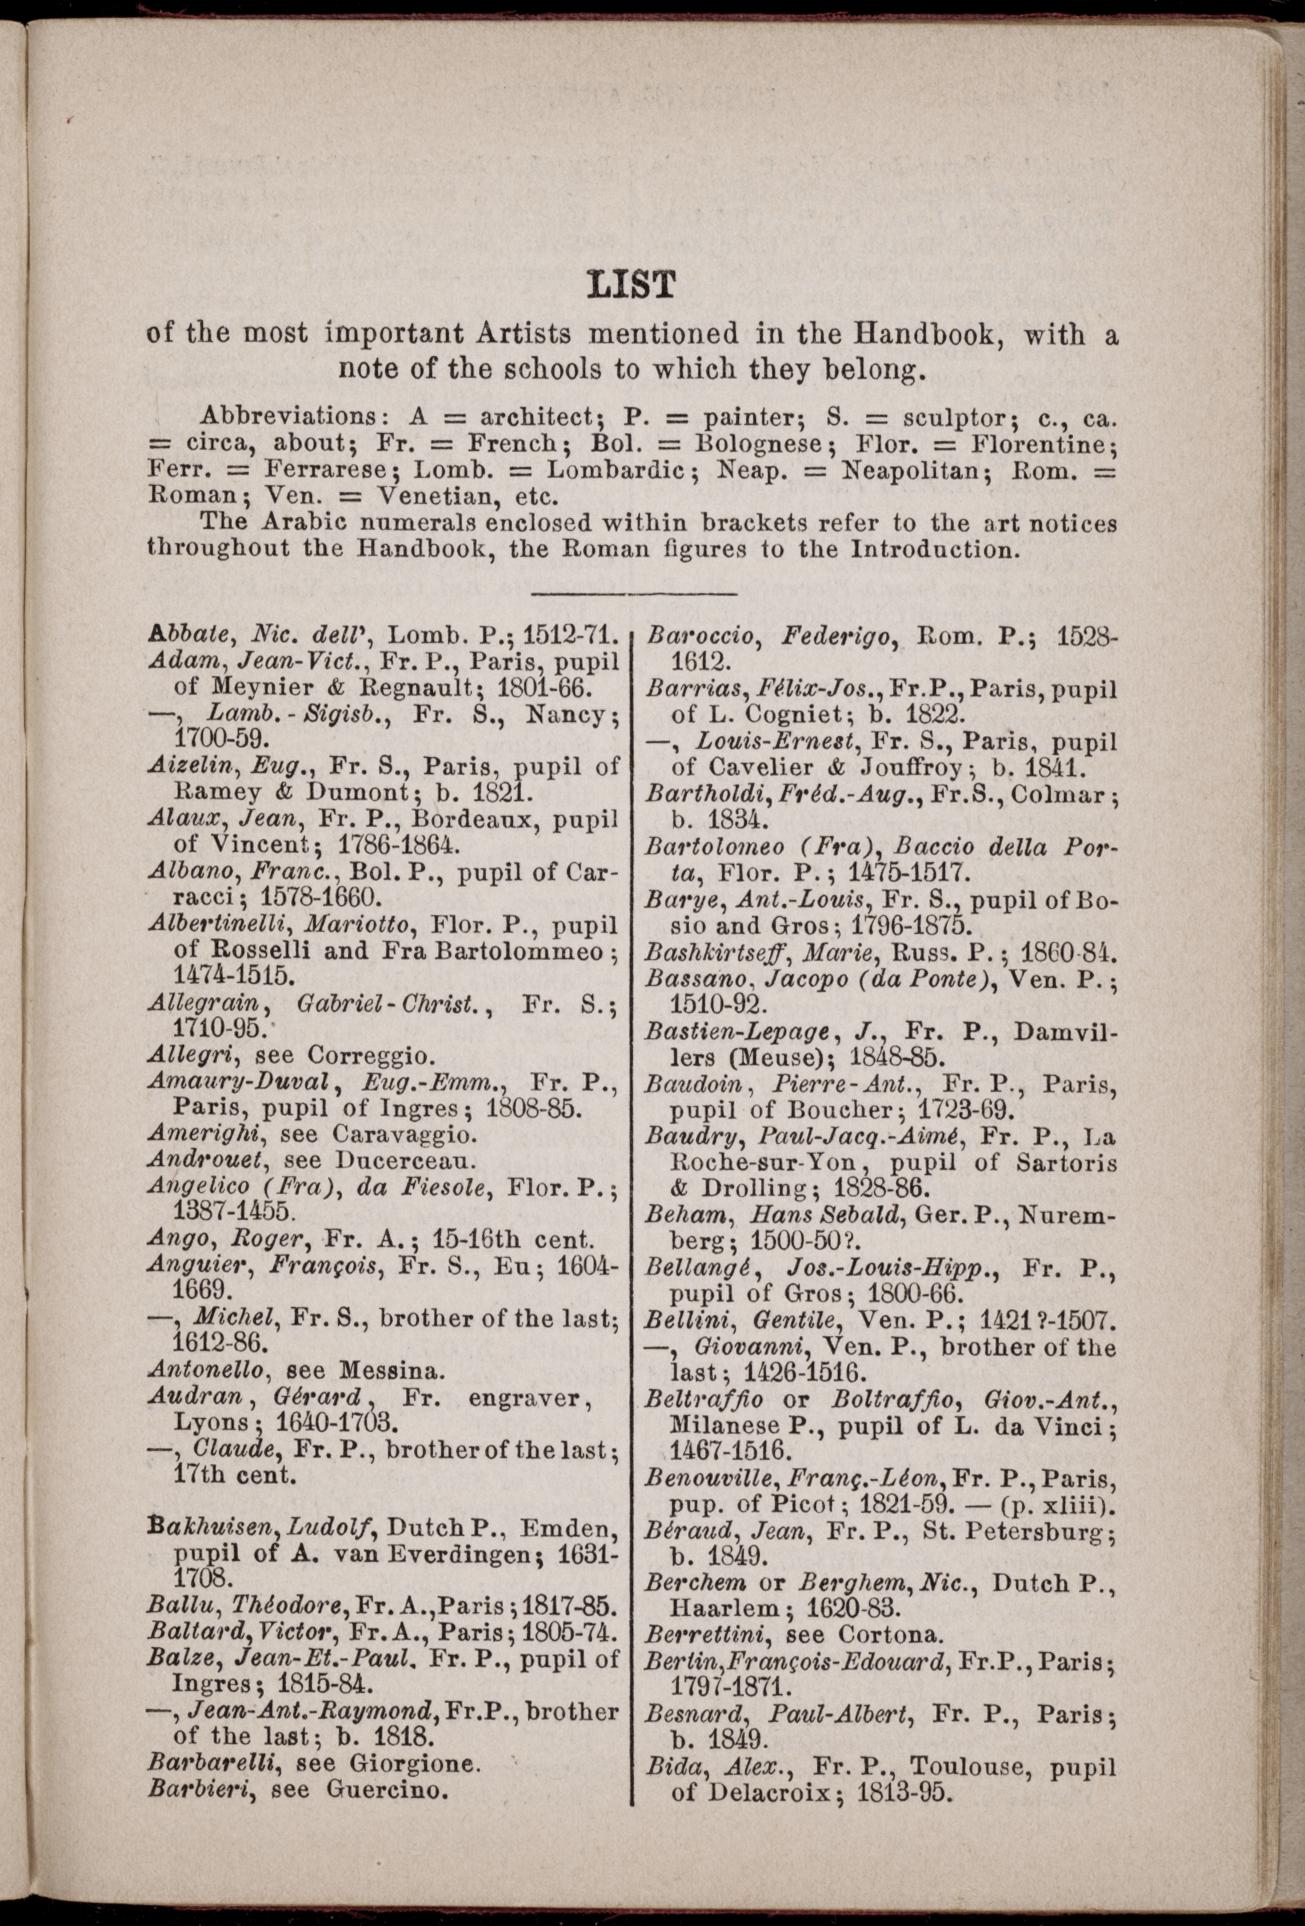 LIST
of the most important Artists mentioned in the Handbook, with a
note of the schools to which they belong.
Abbreviations: A = architect; P. = painter; S. = sculptor; c., ca.
= circa, about; Fr. = French; Bol. = Bolognese; Flor. = Florentine;
Ferr. = Ferrarese; Lomb. = Lombardic; Neap. = Neapolitan; Rom. =
Roman; Ven. = Venetian, etc.
The Arabic numerals enclosed within brackets refer to the art notices
throughout the Handbook, the Roman figures to the Introduction.
Abbate, Nic. dell', Lomb. P.; 1512-71.
Adam, Jean-Vict., Fr. P., Paris, pupil
of Meynier & Regnault; 1801-66.
—, Lamb.-Sigisb., Fr. S., Nancy;
1700-59.
Aizelin, Eug., Fr. S., Paris, pupil of
Ramey & Dumont; b. 1821.
Alaux, Jean, Fr. P., Bordeaux, pupil
of Vincent; 1786-1864.
Albano, Franc., Bol. P., pupil of Car-
racci; 1578-1660.
Albertinelli, Mariotto, Flor. P., pupil
of Rosselli and Fra Bartolommeo;
1474-1515.
Allegrain, Gabriel-Christ., Fr. S.;
1710-95.
Allegri, see Correggio.
Amaury-Duval, Eug.-Emm., Fr. P.,
Paris, pupil of Ingres; 1808-85.
Amerighi, see Caravaggio.
Androuet, see Ducerceau.
Angelico (Fra), da Fiesole, Flor. P.;
1387-1455.
Ango, Roger, Fr. A.; 15-16th cent.
Anguier, François, Fr. S., Eu; 1604-
1669.
—, Michel, Fr. S., brother of the last;
1612-86.
Antonello, see Messina.
Audran, Gérard, Fr. engraver,
Lyons; 1640-1703.
—, Claude, Fr. P., brother of the last;
17th cent.
Bakhuisen, Ludolf, Dutch P., Emden,
pupil of A. van Everdingen; 1631-
1708.
Ballu, Théodore, Fr. A., Paris; 1817-85.
Baltard, Victor, Fr. A., Paris; 1805-74.
Balze, Jean-Et.-Paul, Fr. P., pupil of
Ingres; 1815-84.
—, Jean-Ant.-Raymond, Fr.P., brother
of the last; b. 1818.
Barbarelli, see Giorgione.
Barbieri, see Guercino.
Baroccio, Federigo, Rom. P.; 1528-
1612.
Barrias, Félix-Jos., Fr.P., Paris, pupil
of L. Cogniet; b. 1822.
—, Louis-Ernest, Fr. S., Paris, pupil
of Cavelier & Jouffroy; b. 1841.
Bartholdi, Fréd.-Aug., Fr.S., Colmar;
b. 1834.
Bartolomeo (Fra), Baccio della Por-
ta, Flor. P.; 1475-1517.
Barye, Ant.-Louis, Fr. S., pupil of Bo-
sio and Gros; 1796-1875.
Bashkirtseff, Marie, Russ. P.; 1860-84.
Bassano, Jacopo (da Ponte), Ven. P.;
1510-92.
Bastien-Lepage, J., Fr. P., Damvil-
lers (Meuse); 1848-85.
Baudoin, Pierre-Ant., Fr. P., Paris,
pupil of Boucher; 1723-69.
Baudry, Paul-Jacq.-Aimé, Fr. P., La
Roche-sur-Yon, pupil of Sartoris
& Drolling; 1828-86.
Beham, Hans Sebald, Ger. P., Nurem-
berg; 1500-50?.
Bellangé, Jos.-Louis-Hipp., Fr. P.,
pupil of Gros; 1800-66.
Bellini, Gentile, Ven. P.; 1421?-1507.
—, Giovanni, Ven. P., brother of the
last; 1426-1516.
Beltraffio or Boltraffio, Giov.-Ant.,
Milanese P., pupil of L. da Vinci;
1467-1516.
Benouville, Franç.-Léon, Fr. P., Paris,
pup. of Picot; 1821-59. — (p. xliii).
Béraud, Jean, Fr. P., St. Petersburg;
b. 1849.
Berchem or Berghem, Nic., Dutch P.,
Haarlem; 1620-83.
Berrettini, see Cortona.
Bertin, François-Edouard, Fr.P., Paris;
1797-1871.
Besnard, Paul-Albert, Fr. P., Paris;
b. 1849.
Bida, Alex., Fr. P., Toulouse, pupil
of Delacroix; 1813-95.